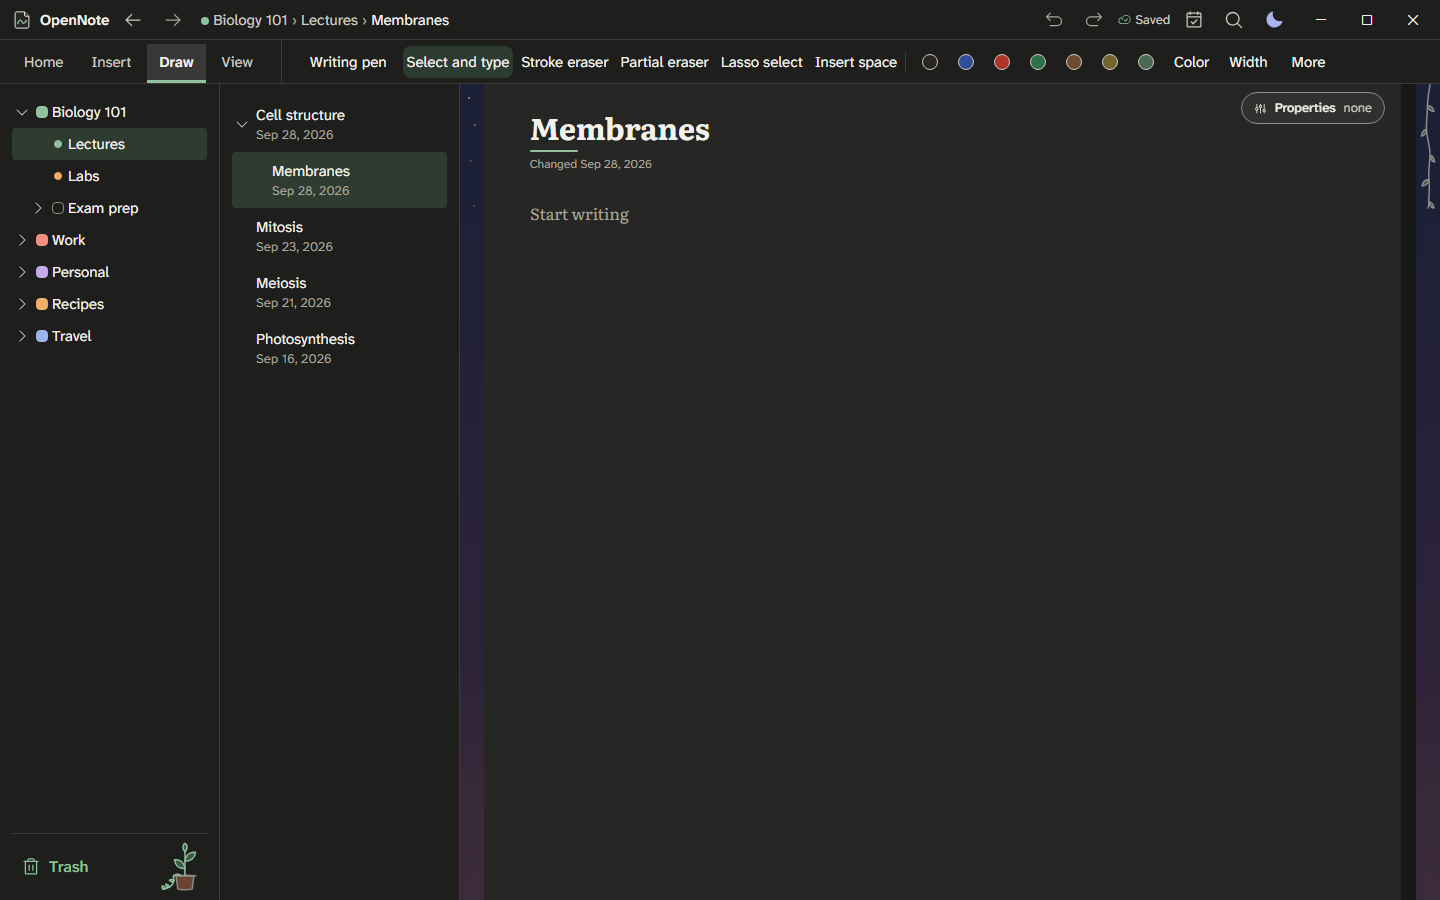 OpenNote
Biology 101 › Lectures › Membranes
Saved
Home Insert Draw View
Writing pen Select and type Stroke eraser Partial eraser Lasso select Insert space Color Width More
Biology 101
Lectures
Labs
Exam prep
Work
Personal
Recipes
Travel
Trash
Cell structure
Sep 28, 2026
Membranes
Sep 28, 2026
Mitosis
Sep 23, 2026
Meiosis
Sep 21, 2026
Photosynthesis
Sep 16, 2026
Properties none
Membranes
Changed Sep 28, 2026
Start writing